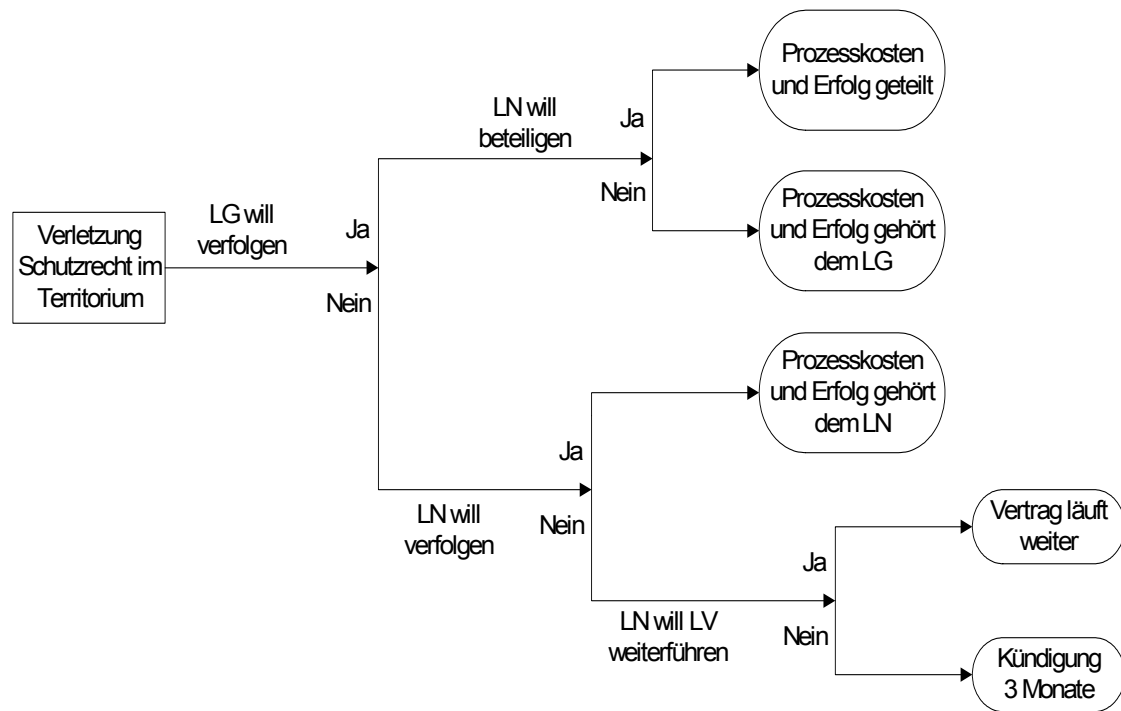 Prozesskosten
und Erfolg geteilt
LN will
beteiligen
Ja
Nein
Prozesskosten
und Erfolg gehört
dem LG
LG will
verfolgen
Ja
Nein
Verletzung
Schutzrecht im
Territorium
Prozesskosten
und Erfolg gehört
dem LN
Ja
Nein
LN will
verfolgen
Vertrag läuft
weiter
Ja
Nein
LN will LV
weiterführen
Kündigung
3 Monate